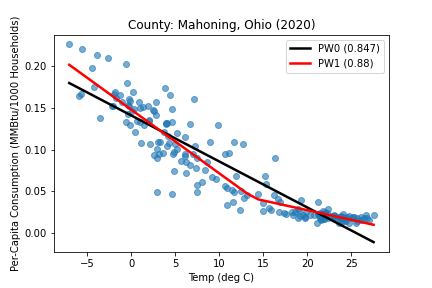 County: Mahoning, Ohio (2020)
PW0 (0.847)
PW1 (0.88)
Per-Capita Consumption (MMBtu/1000 Households)
0.20
0.15
0.10
0.05
0.00
−5
0
5
10
15
20
25
Temp (deg C)